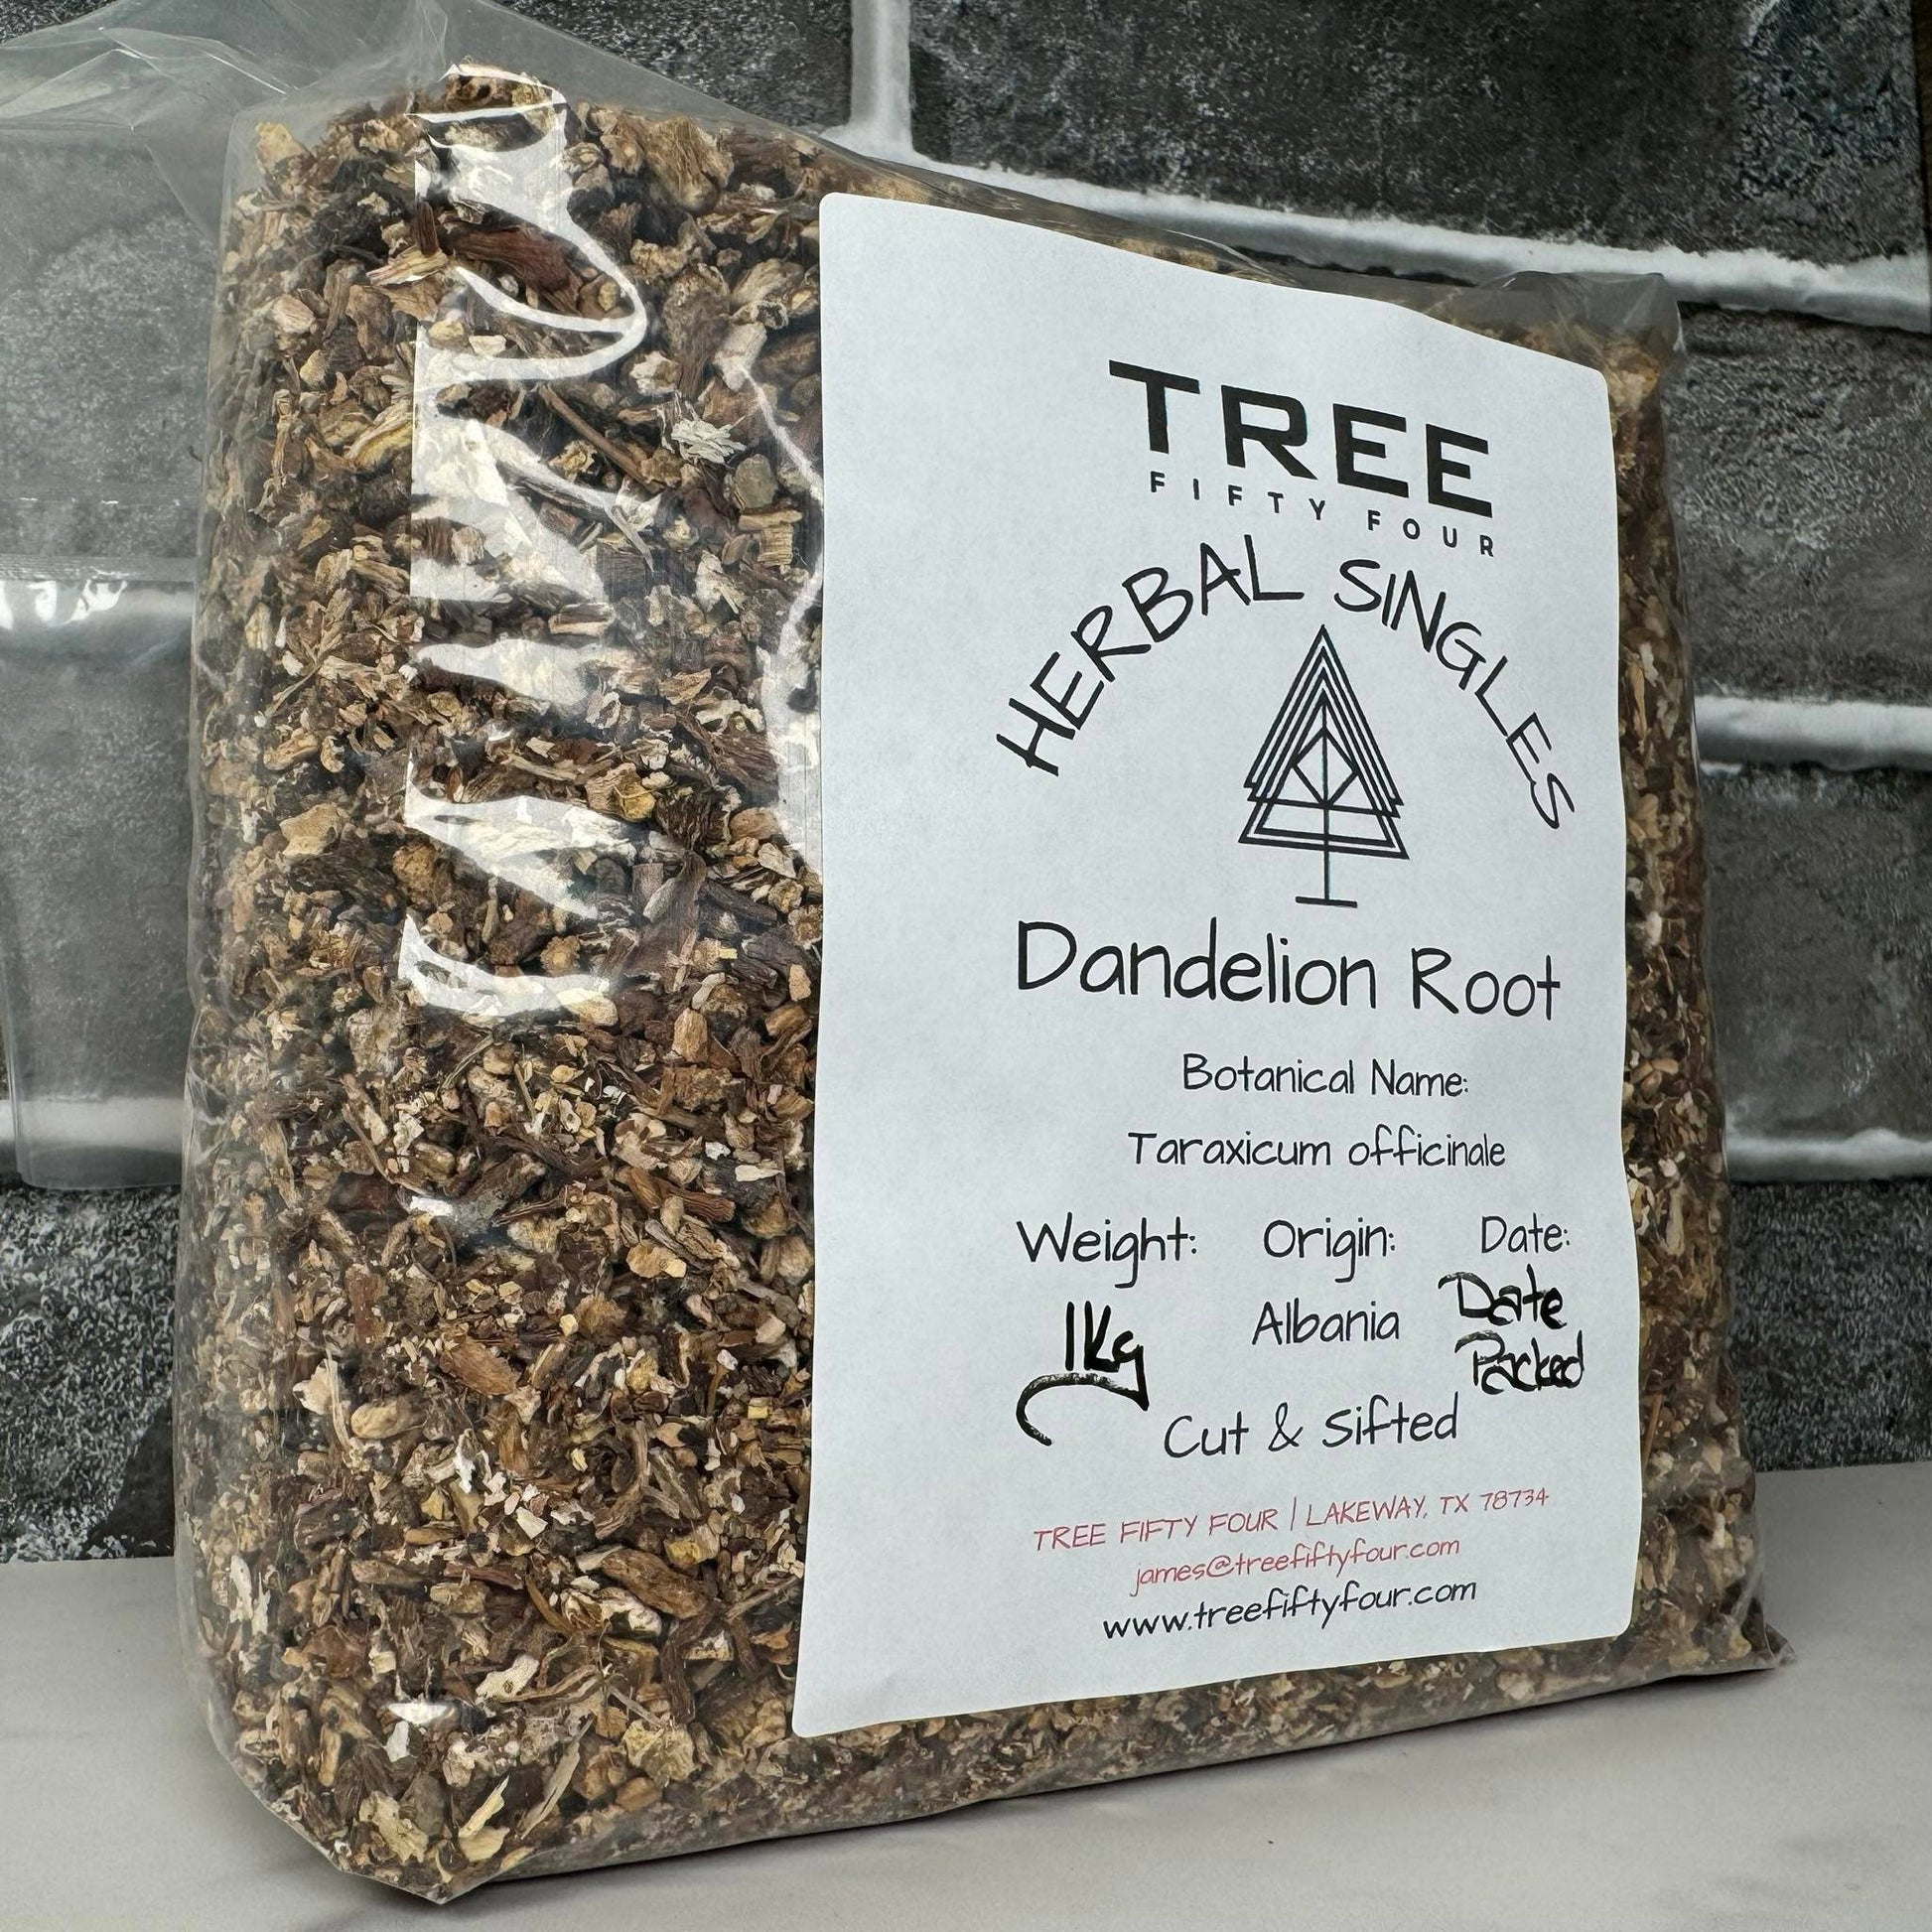 TREE
FIFTY FOUR
HERBAL SINGLES
Dandelion Root
Botanical Name:
Taraxicum officinale
Weight: Origin: Date:
1Kg Albania Date Packed
Cut & Sifted
TREE FIFTY FOUR | LAKEWAY, TX 78734
james@treefiftyfour.com
www.treefiftyfour.com